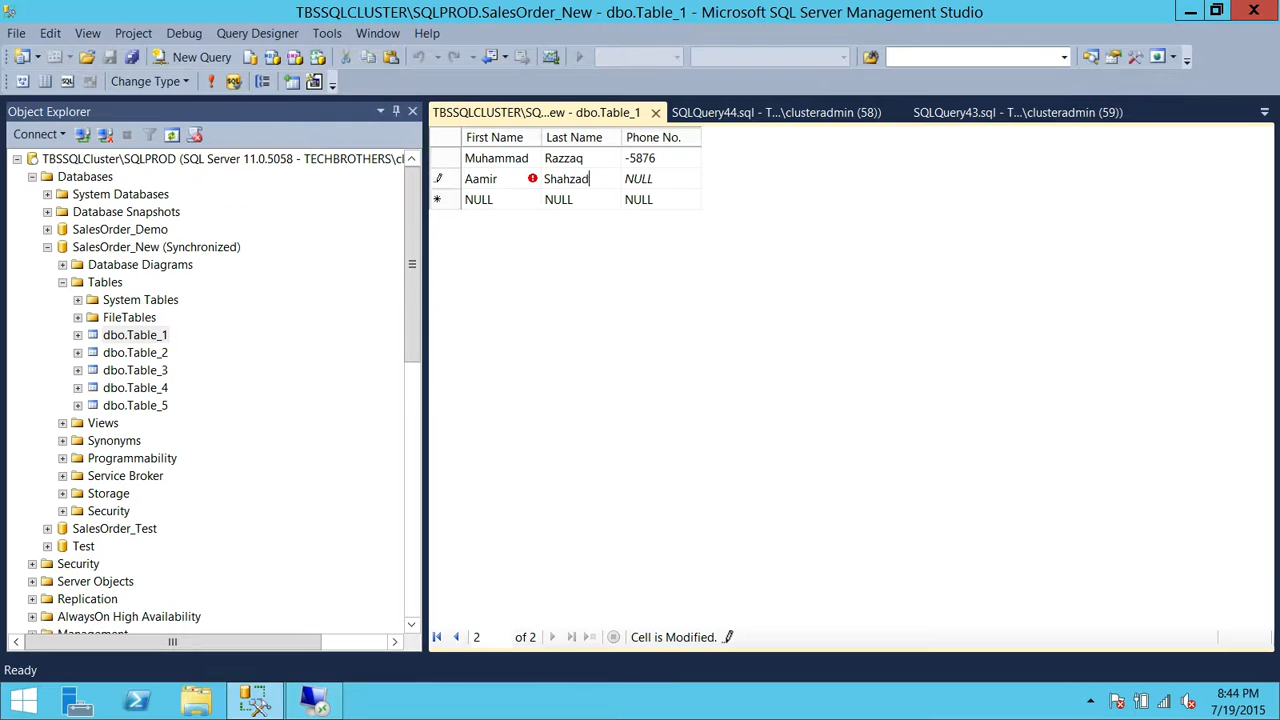 TBSSQLCLUSTER\SQLPROD.SalesOrder_New - dbo.Table_1 - Microsoft SQL Server Management Studio
File Edit View Project Debug Query Designer Tools Window Help
New Query
Change Type
Object Explorer
Connect
TBSSQLCluster\SQLPROD (SQL Server 11.0.5058 - TECHBROTHERS\cl
Databases
System Databases
Database Snapshots
SalesOrder_Demo
SalesOrder_New (Synchronized)
Database Diagrams
Tables
System Tables
FileTables
dbo.Table_1
dbo.Table_2
dbo.Table_3
dbo.Table_4
dbo.Table_5
Views
Synonyms
Programmability
Service Broker
Storage
Security
SalesOrder_Test
Test
Security
Server Objects
Replication
AlwaysOn High Availability
Management
TBSSQLCLUSTER\SQ...ew - dbo.Table_1 SQLQuery44.sql - T...\clusteradmin (58)) SQLQuery43.sql - T...\clusteradmin (59))
First Name Last Name Phone No.
Muhammad Razzaq -5876
Aamir Shahzad NULL
NULL NULL NULL
2 of 2 Cell is Modified.
Ready
8:44 PM
7/19/2015